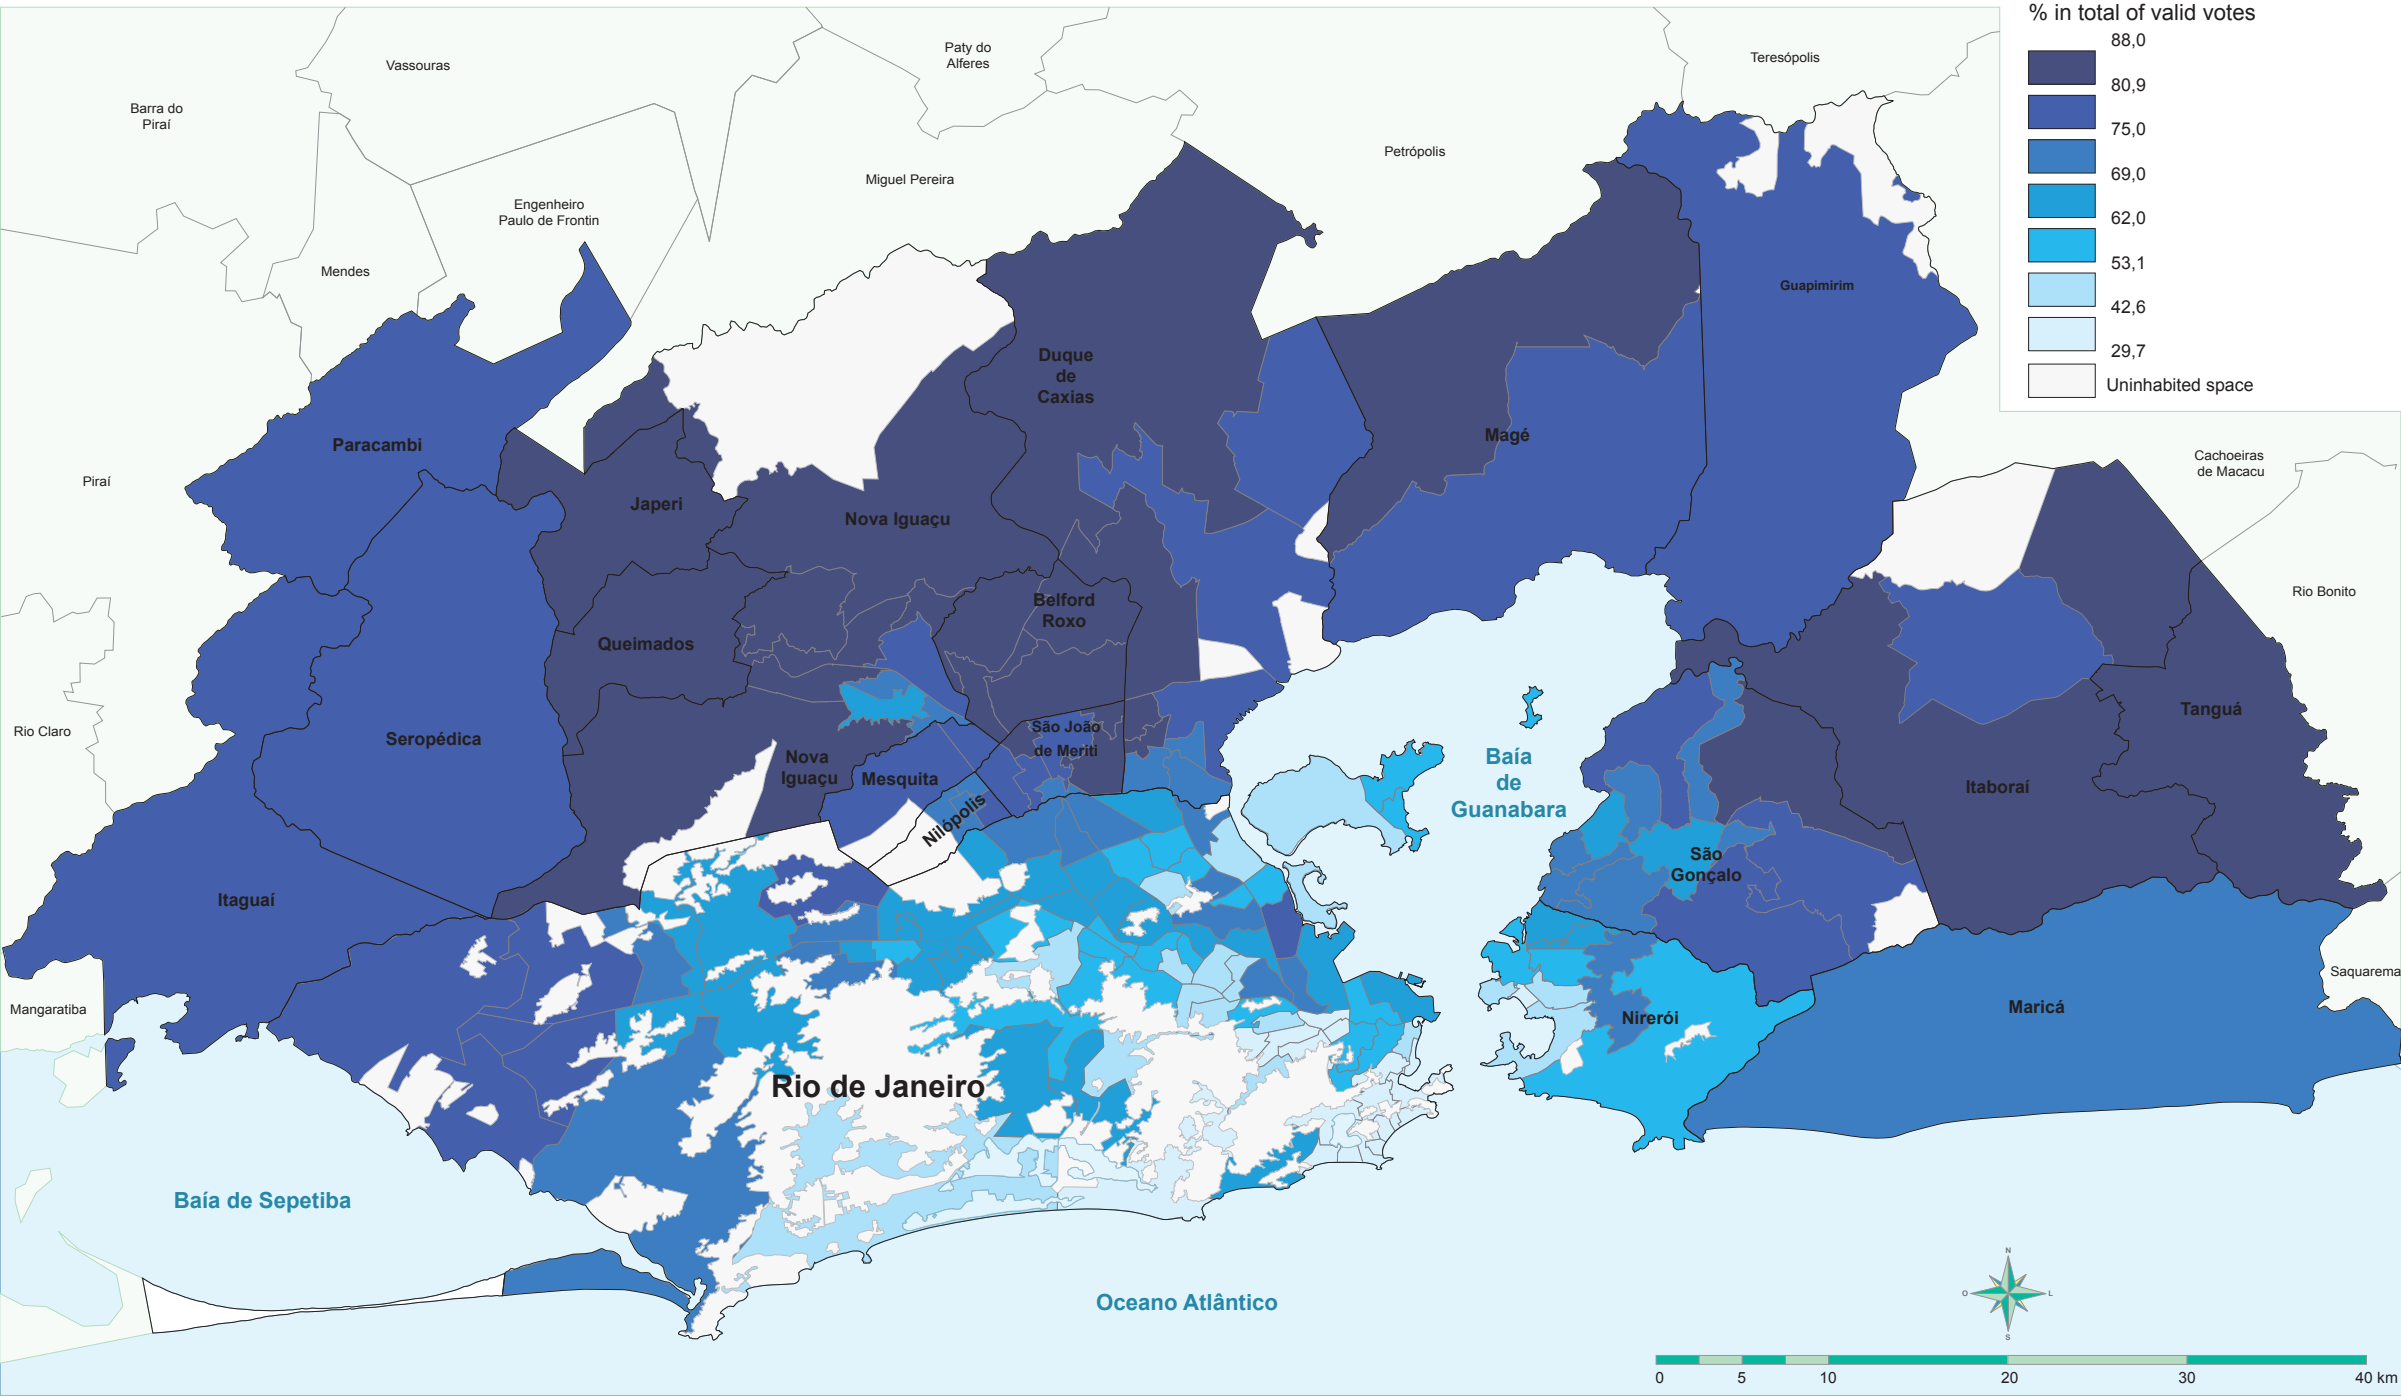 % in total of valid votes
88,0
80,9
75,0
69,0
62,0
53,1
42,6
29,7
Uninhabited space
Paty do
Alferes
Vassouras
Teresópolis
Barra do
Piraí
Petrópolis
Miguel Pereira
Engenheiro
Paulo de Frontin
Mendes
Guapimirim
Duque
de
Caxias
Paracambi
Magé
Cachoeiras
de Macacu
Piraí
Japeri
Nova Iguaçu
Rio Bonito
Belford
Roxo
Queimados
Tanguá
Rio Claro
Seropédica
São João
de Meriti
Nova
Iguaçu
Mesquita
Baía
de
Guanabara
Itaboraí
Nilópolis
São
Gonçalo
Itaguaí
Saquarema
Mangaratiba
Nirerói
Maricá
Rio de Janeiro
Baía de Sepetiba
Oceano Atlântico
N
O
L
S
0 5 10 20 30 40 km